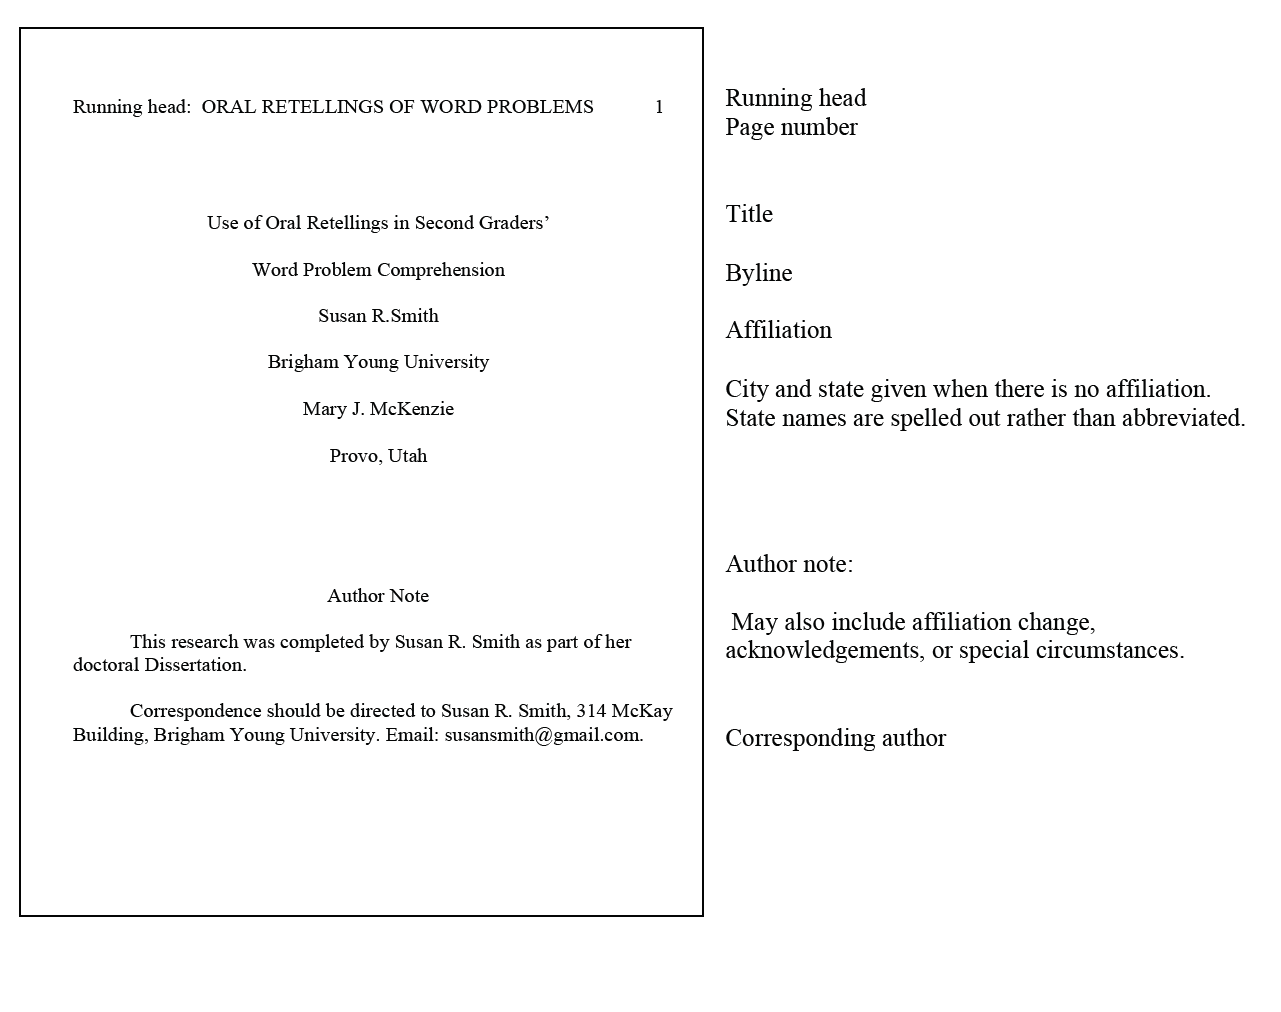 Running head:  ORAL RETELLINGS OF WORD PROBLEMS 1
Use of Oral Retellings in Second Graders’
Word Problem Comprehension
Susan R.Smith
Brigham Young University
Mary J. McKenzie
Provo, Utah
Author Note
This research was completed by Susan R. Smith as part of her
doctoral Dissertation.
Correspondence should be directed to Susan R. Smith, 314 McKay
Building, Brigham Young University. Email: susansmith@gmail.com.
Running head
Page number
Title
Byline
Affiliation
City and state given when there is no affiliation.
State names are spelled out rather than abbreviated.
Author note:
May also include affiliation change,
acknowledgements, or special circumstances.
Corresponding author